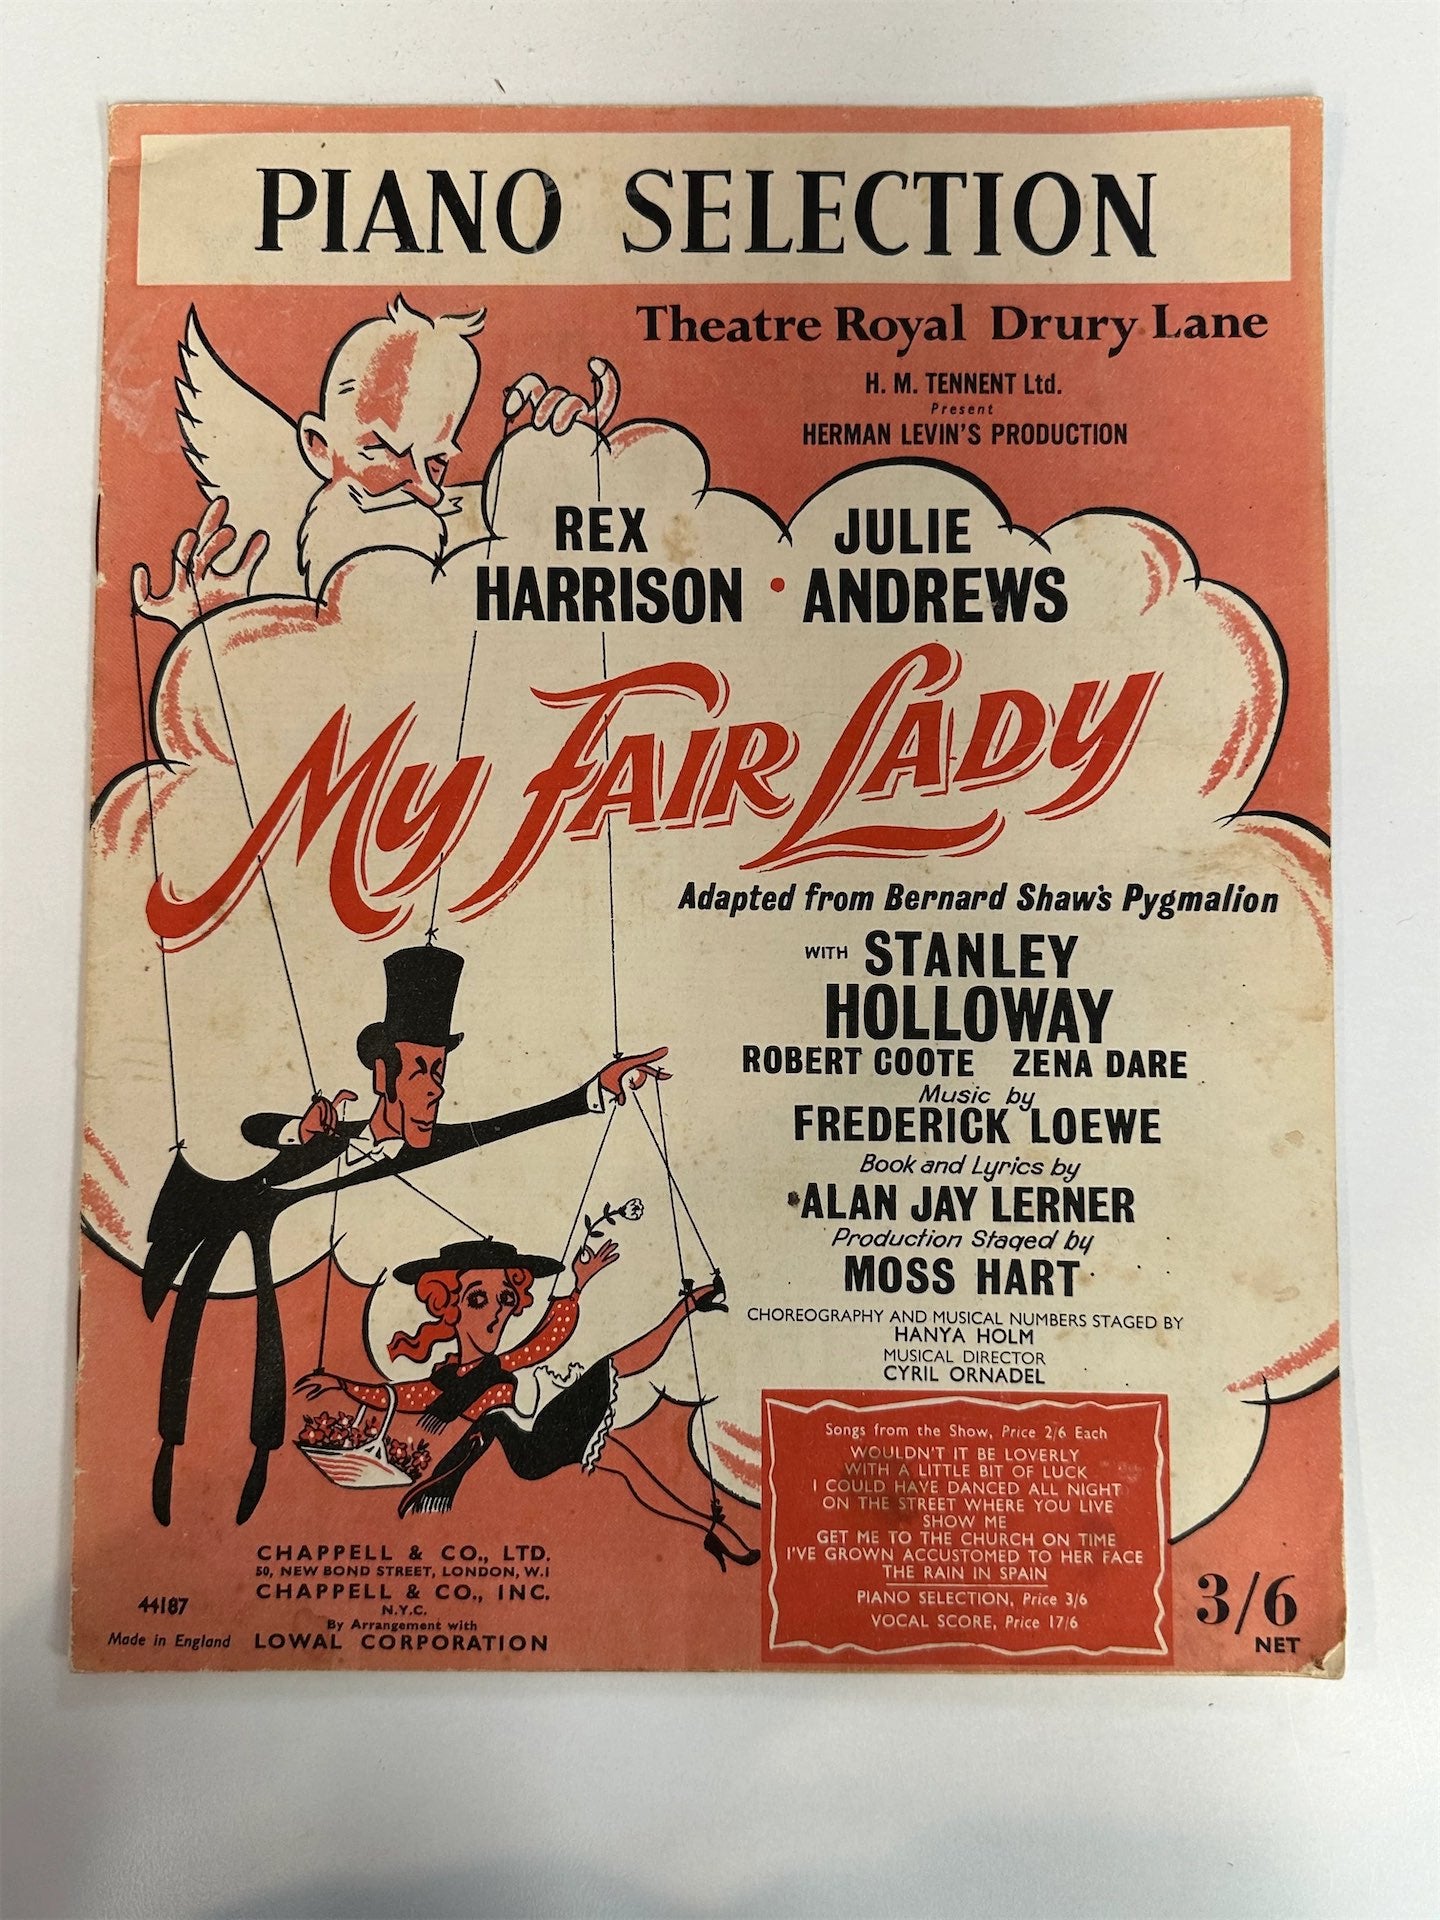 PIANO SELECTION
Theatre Royal Drury Lane
H. M. TENNENT Ltd.
Present
HERMAN LEVIN'S PRODUCTION
REX HARRISON • JULIE ANDREWS
MY FAIR LADY
Adapted from Bernard Shaw's Pygmalion
WITH STANLEY
HOLLOWAY
ROBERT COOTE ZENA DARE
Music by
FREDERICK LOEWE
Book and Lyrics by
ALAN JAY LERNER
Production Staged by
MOSS HART
CHOREOGRAPHY AND MUSICAL NUMBERS STAGED BY
HANYA HOLM
MUSICAL DIRECTOR
CYRIL ORNADEL
Songs from the Show, Price 2/6 Each
WOULDN'T IT BE LOVERLY
WITH A LITTLE BIT OF LUCK
I COULD HAVE DANCED ALL NIGHT
ON THE STREET WHERE YOU LIVE
SHOW ME
GET ME TO THE CHURCH ON TIME
I'VE GROWN ACCUSTOMED TO HER FACE
THE RAIN IN SPAIN
PIANO SELECTION, Price 3/6
VOCAL SCORE, Price 17/6
CHAPPELL & CO., LTD.
50, NEW BOND STREET, LONDON, W.1
CHAPPELL & CO., INC.
N.Y.C.
By Arrangement with
LOWAL CORPORATION
44187
Made in England
3/6
NET